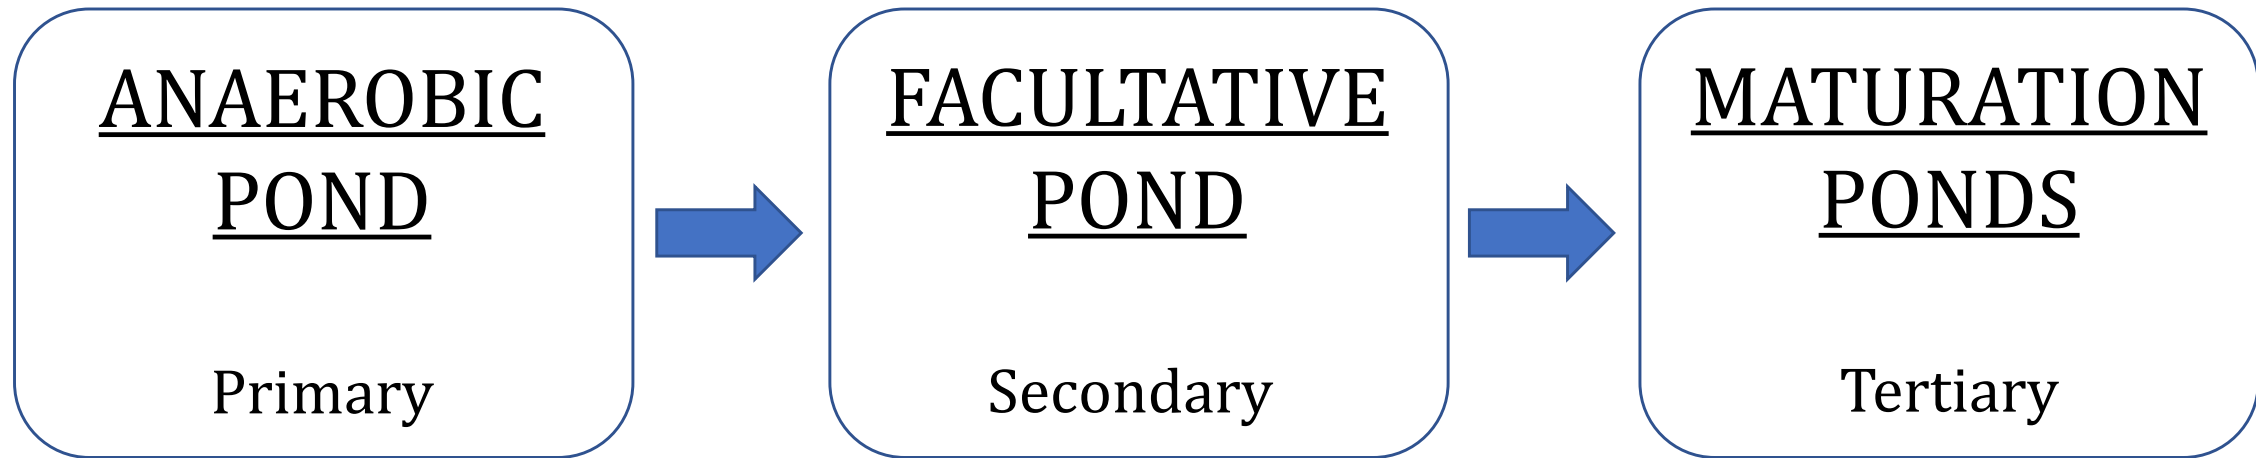 ANAEROBIC
POND
Primary
FACULTATIVE
POND
Secondary
MATURATION
PONDS
Tertiary